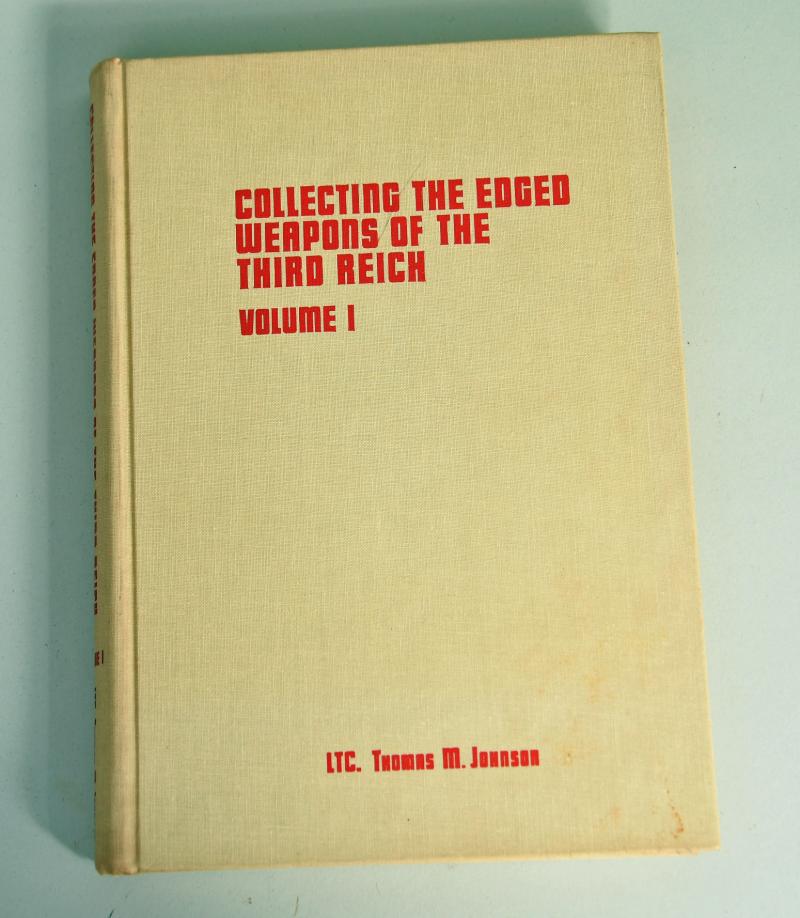 COLLECTING THE EDGED
WEAPONS OF THE
THIRD REICH
VOLUME I
LTC. THOMAS M. JOHNSON